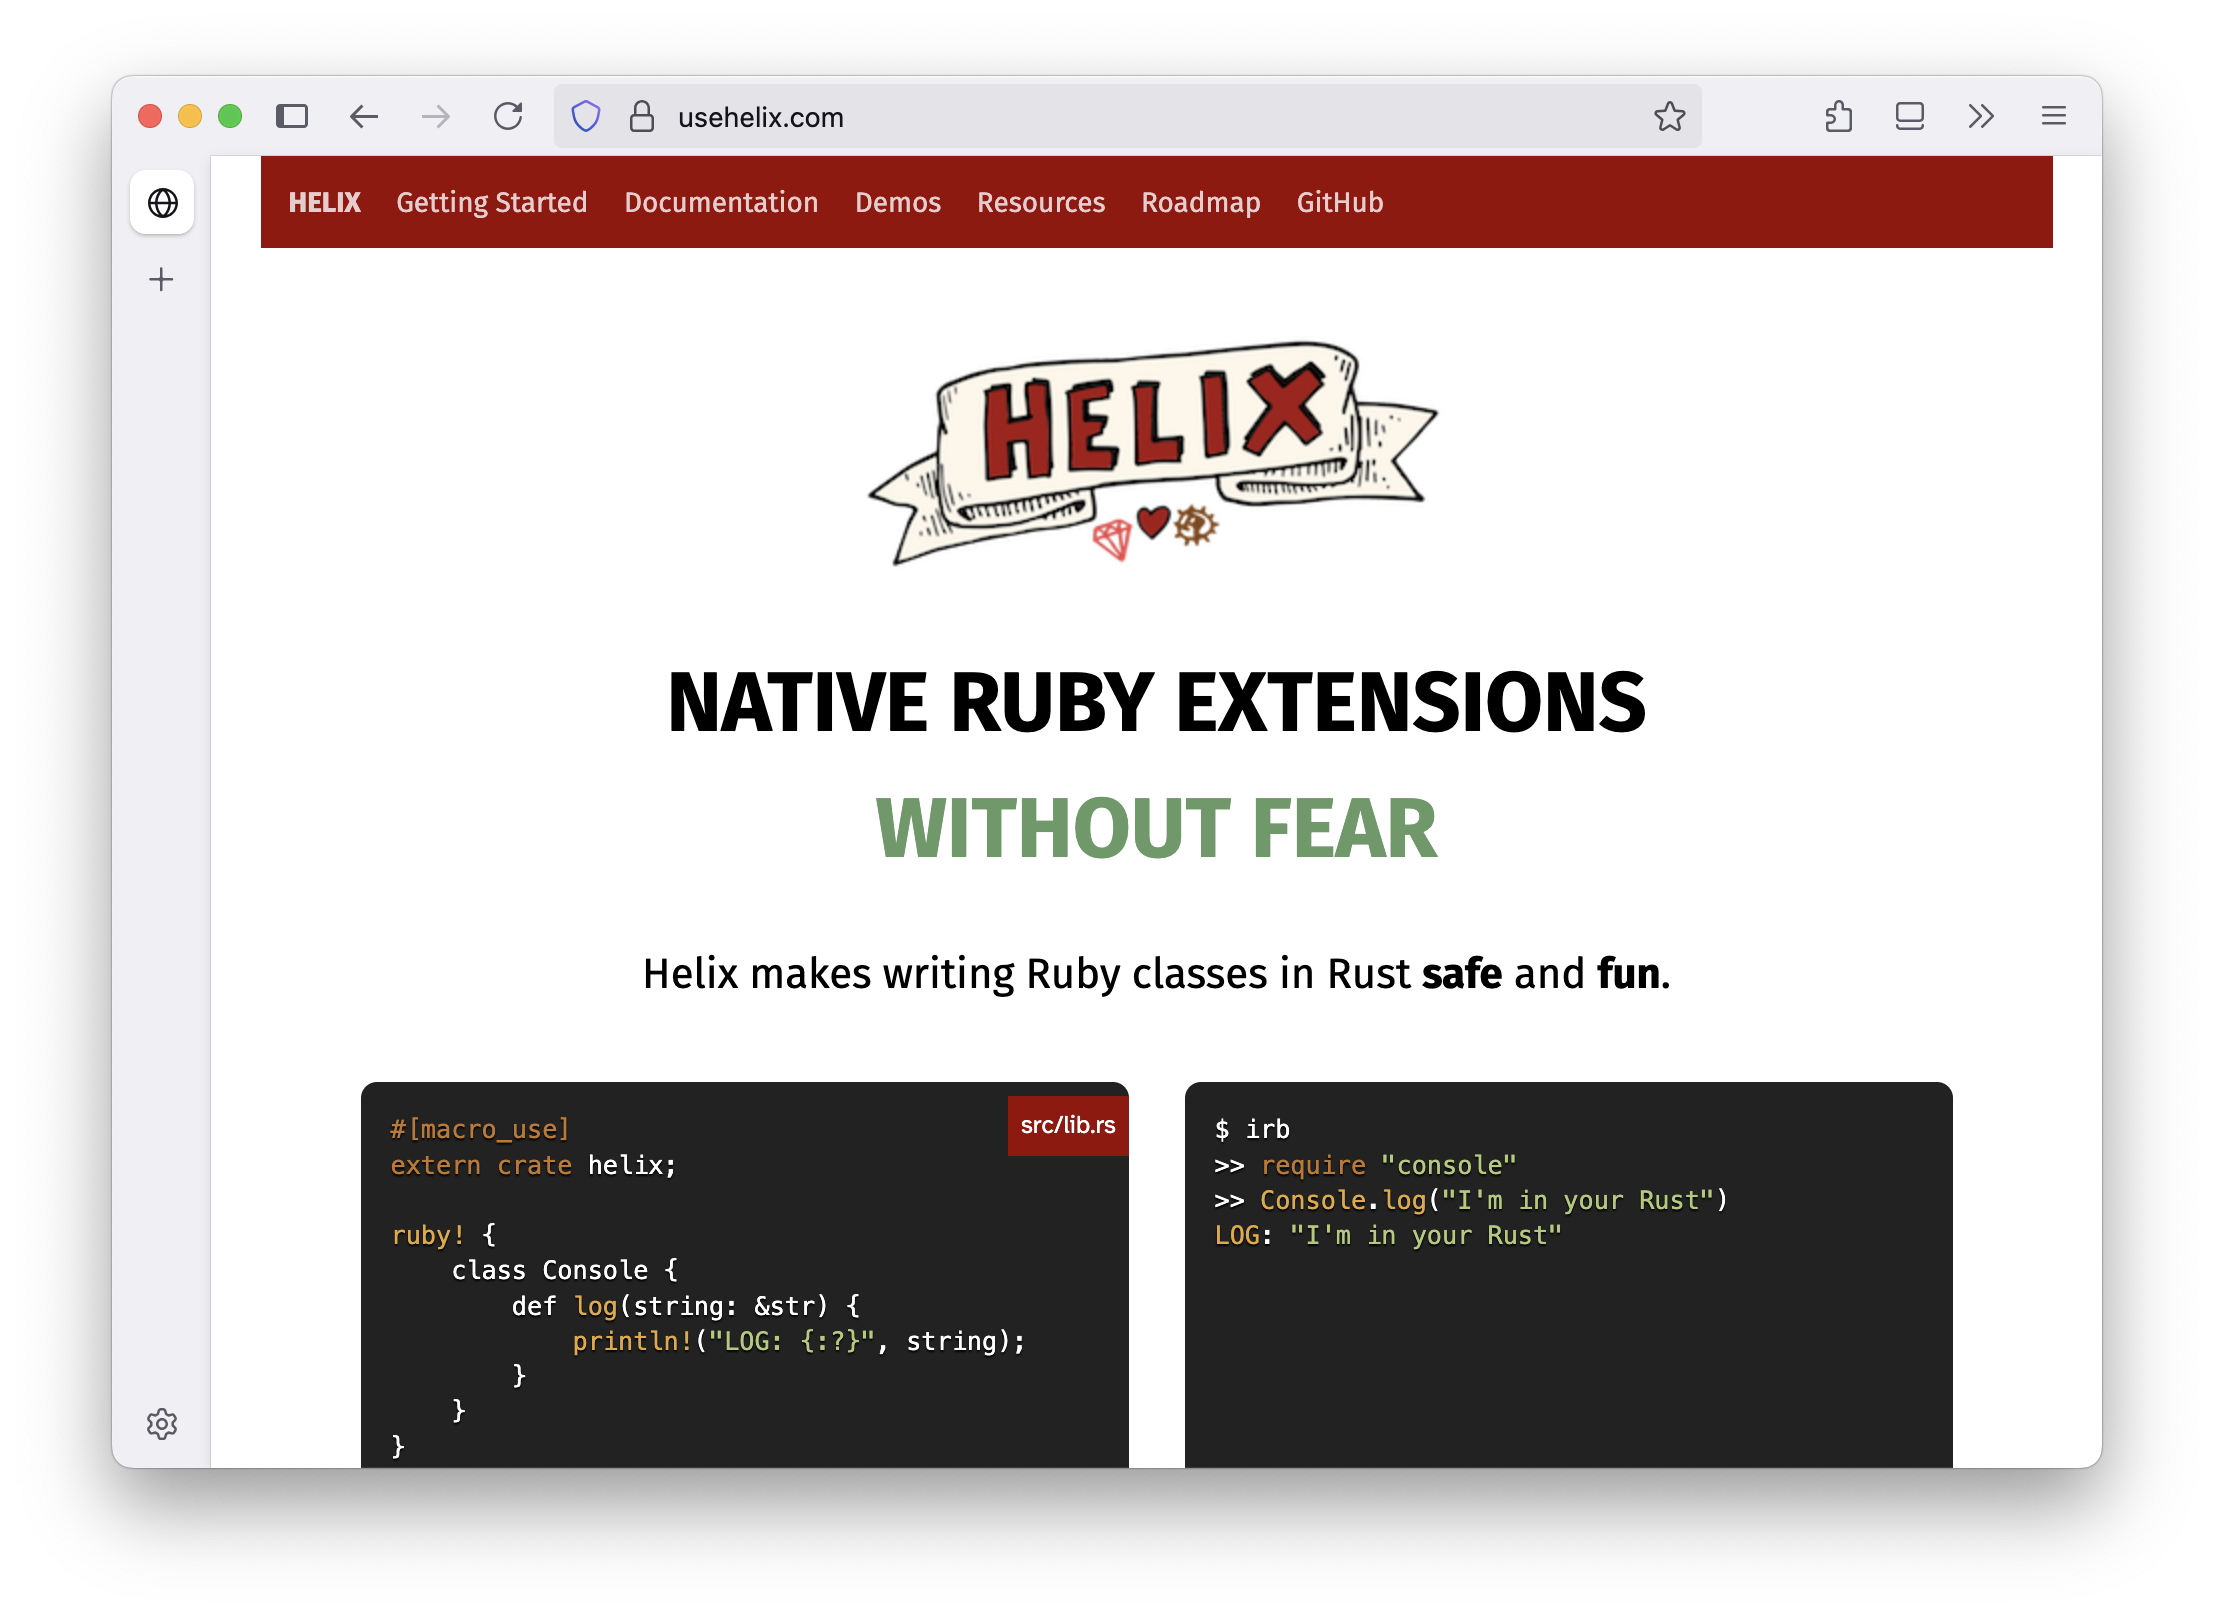 usehelix.com
HELIX Getting Started Documentation Demos Resources Roadmap GitHub
HELIX
NATIVE RUBY EXTENSIONS
WITHOUT FEAR
Helix makes writing Ruby classes in Rust safe and fun.
src/lib.rs
#[macro_use]
extern crate helix;
ruby! {
    class Console {
        def log(string: &str) {
            println!("LOG: {:?}", string);
        }
    }
}
$ irb
>> require "console"
>> Console.log("I'm in your Rust")
LOG: "I'm in your Rust"